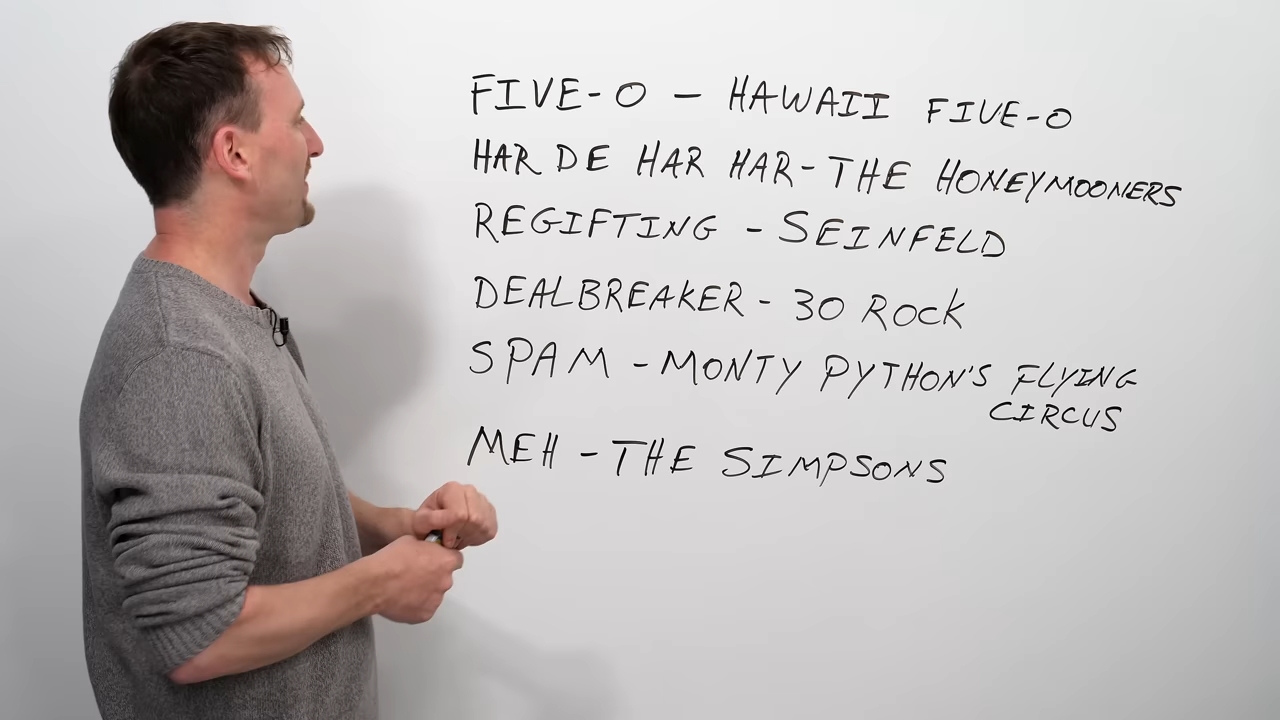 FIVE-O – HAWAII FIVE-O
HAR DE HAR HAR - THE HONEYMOONERS
REGIFTING - SEINFELD
DEALBREAKER - 30 ROCK
SPAM - MONTY PYTHON'S FLYING
CIRCUS
MEH - THE SIMPSONS